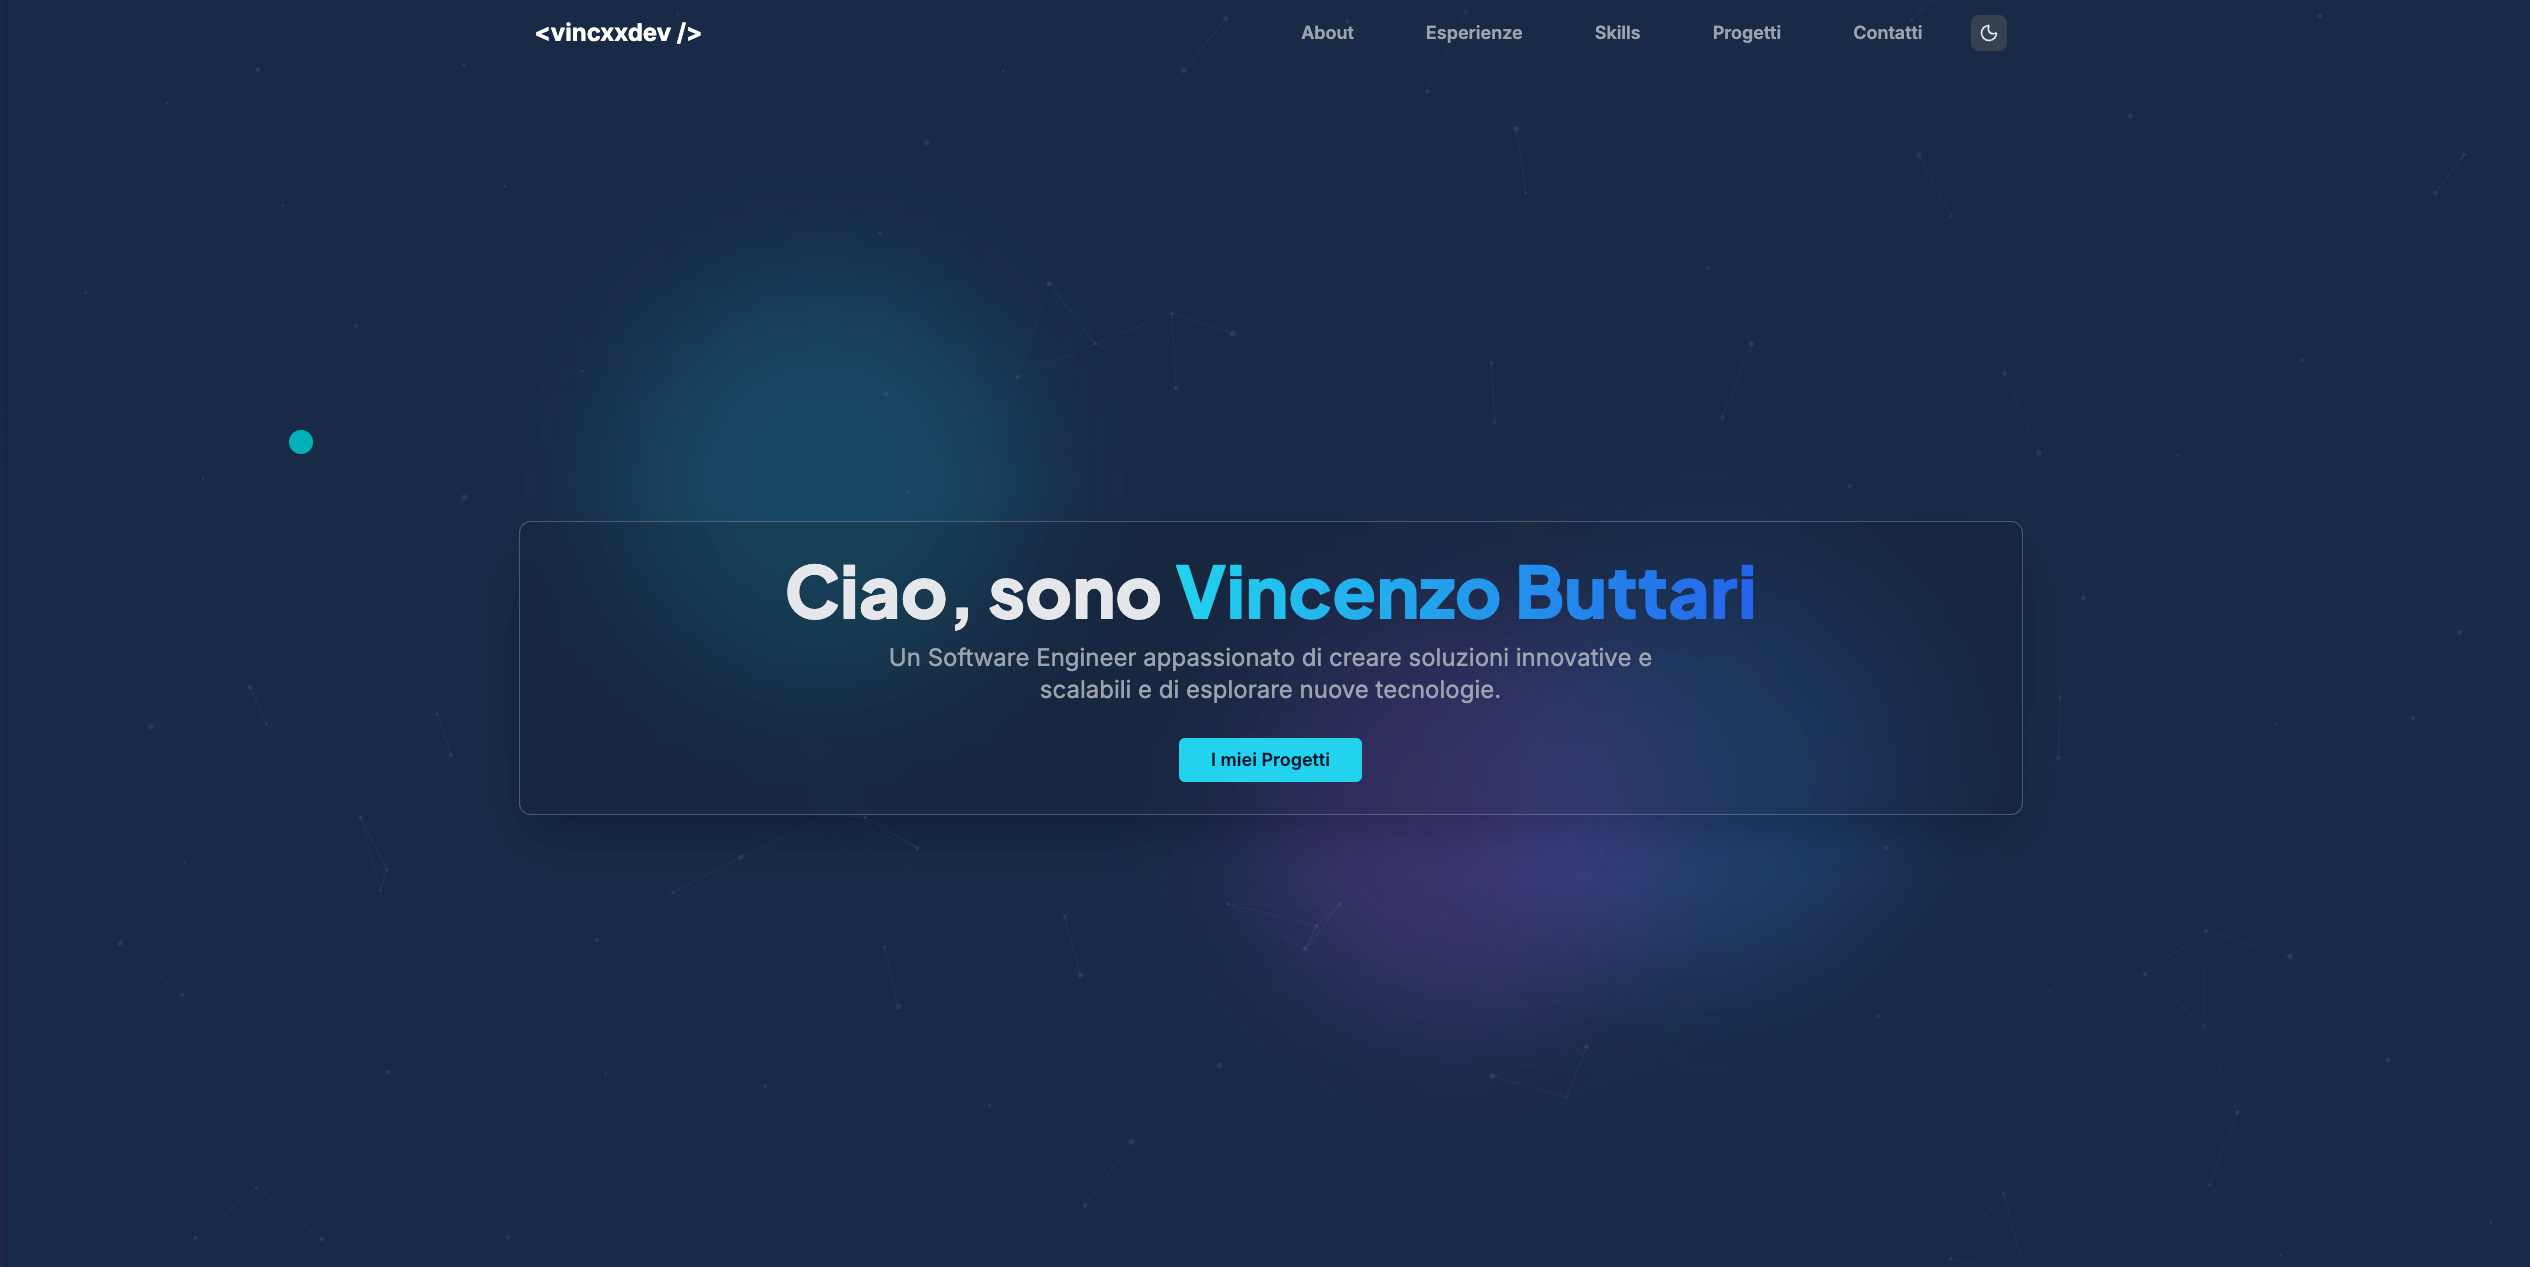 <vincxxdev />
About
Esperienze
Skills
Progetti
Contatti
Ciao, sono Vincenzo Buttari
Un Software Engineer appassionato di creare soluzioni innovative e
scalabili e di esplorare nuove tecnologie.
I miei Progetti